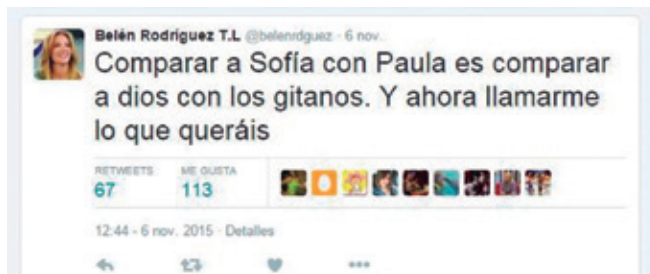 Belén Rodríguez T.L @belenrdguez · 6 nov.
Comparar a Sofía con Paula es comparar
a dios con los gitanos. Y ahora llamarme
lo que queráis
RETWEETS ME GUSTA
67 113
12:44 - 6 nov. 2015 · Detalles